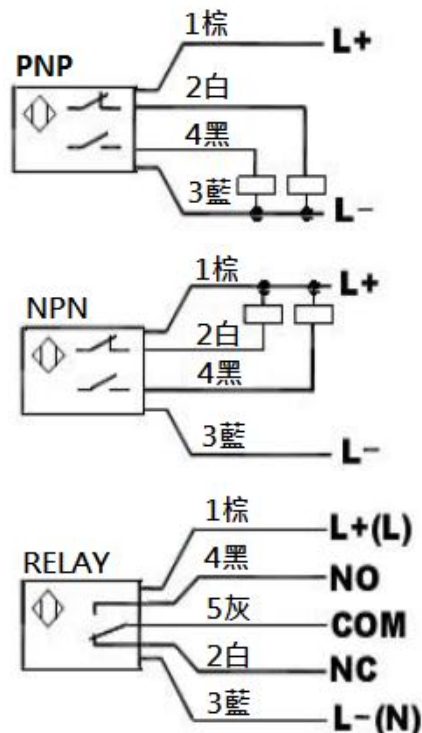 1棕 L+
PNP
2白
4黑
3藍 L-
1棕 L+
NPN
2白
4黑
3藍 L-
1棕 L+(L)
RELAY
4黑 NO
5灰 COM
2白 NC
3藍 L-(N)